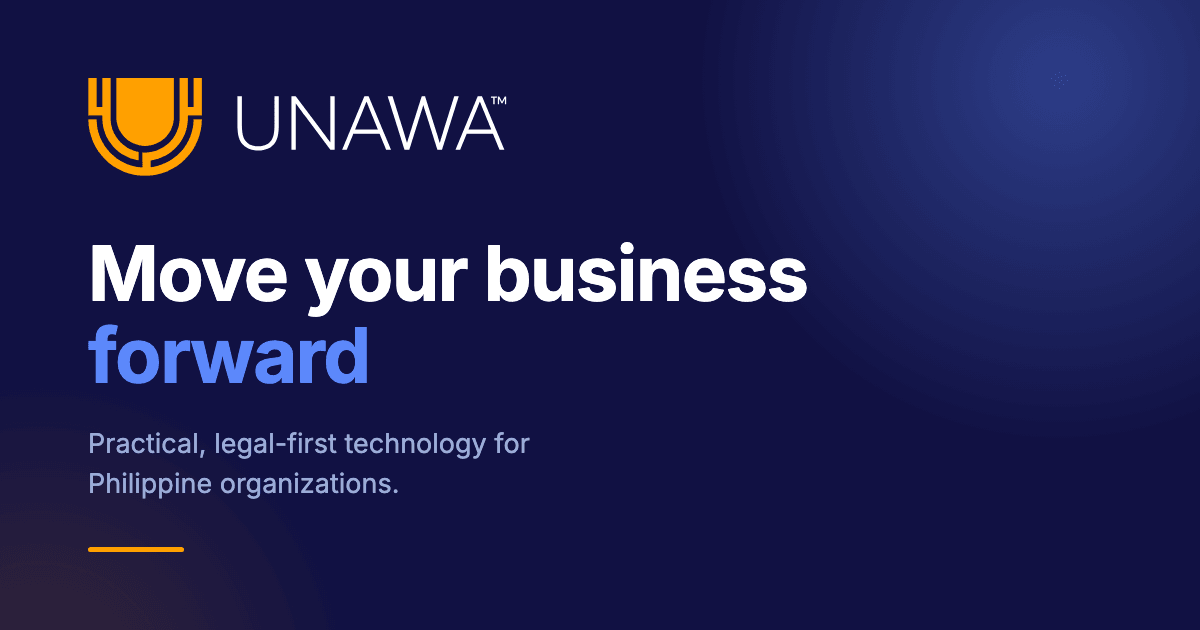 UNAWA™
Move your business
forward
Practical, legal-first technology for
Philippine organizations.